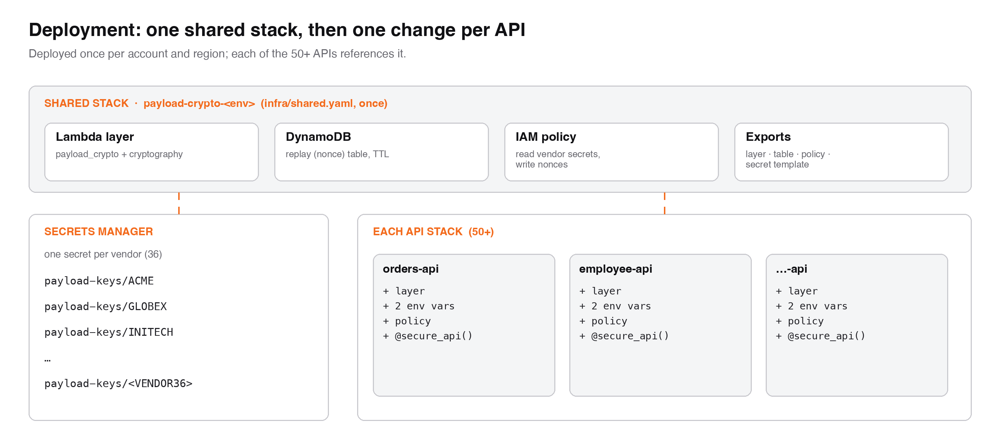 Deployment: one shared stack, then one change per API
Deployed once per account and region; each of the 50+ APIs references it.
SHARED STACK · payload-crypto-<env> (infra/shared.yaml, once)
Lambda layer
payload_crypto + cryptography
DynamoDB
replay (nonce) table, TTL
IAM policy
read vendor secrets,
write nonces
Exports
layer · table · policy ·
secret template
SECRETS MANAGER
one secret per vendor (36)
payload-keys/ACME
payload-keys/GLOBEX
payload-keys/INITECH
…
payload-keys/<VENDOR36>
EACH API STACK (50+)
orders-api
+ layer
+ 2 env vars
+ policy
+ @secure_api()
employee-api
+ layer
+ 2 env vars
+ policy
+ @secure_api()
…-api
+ layer
+ 2 env vars
+ policy
+ @secure_api()